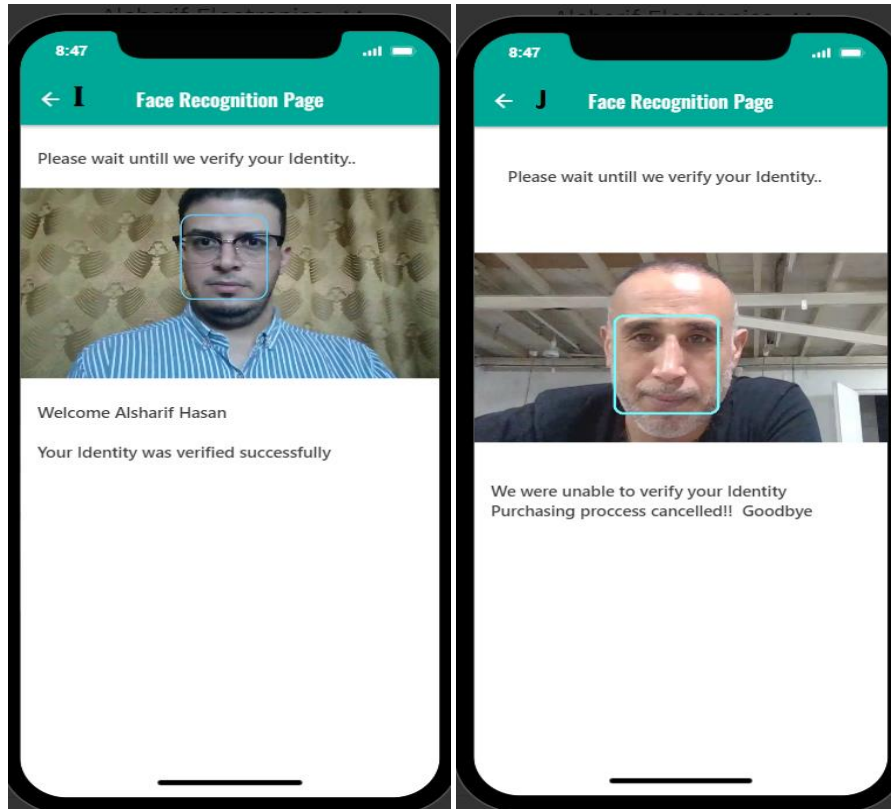 8:47
I Face Recognition Page
Please wait untill we verify your Identity..
Welcome Alsharif Hasan
Your Identity was verified successfully
8:47
J Face Recognition Page
Please wait untill we verify your Identity..
We were unable to verify your Identity
Purchasing proccess cancelled!! Goodbye